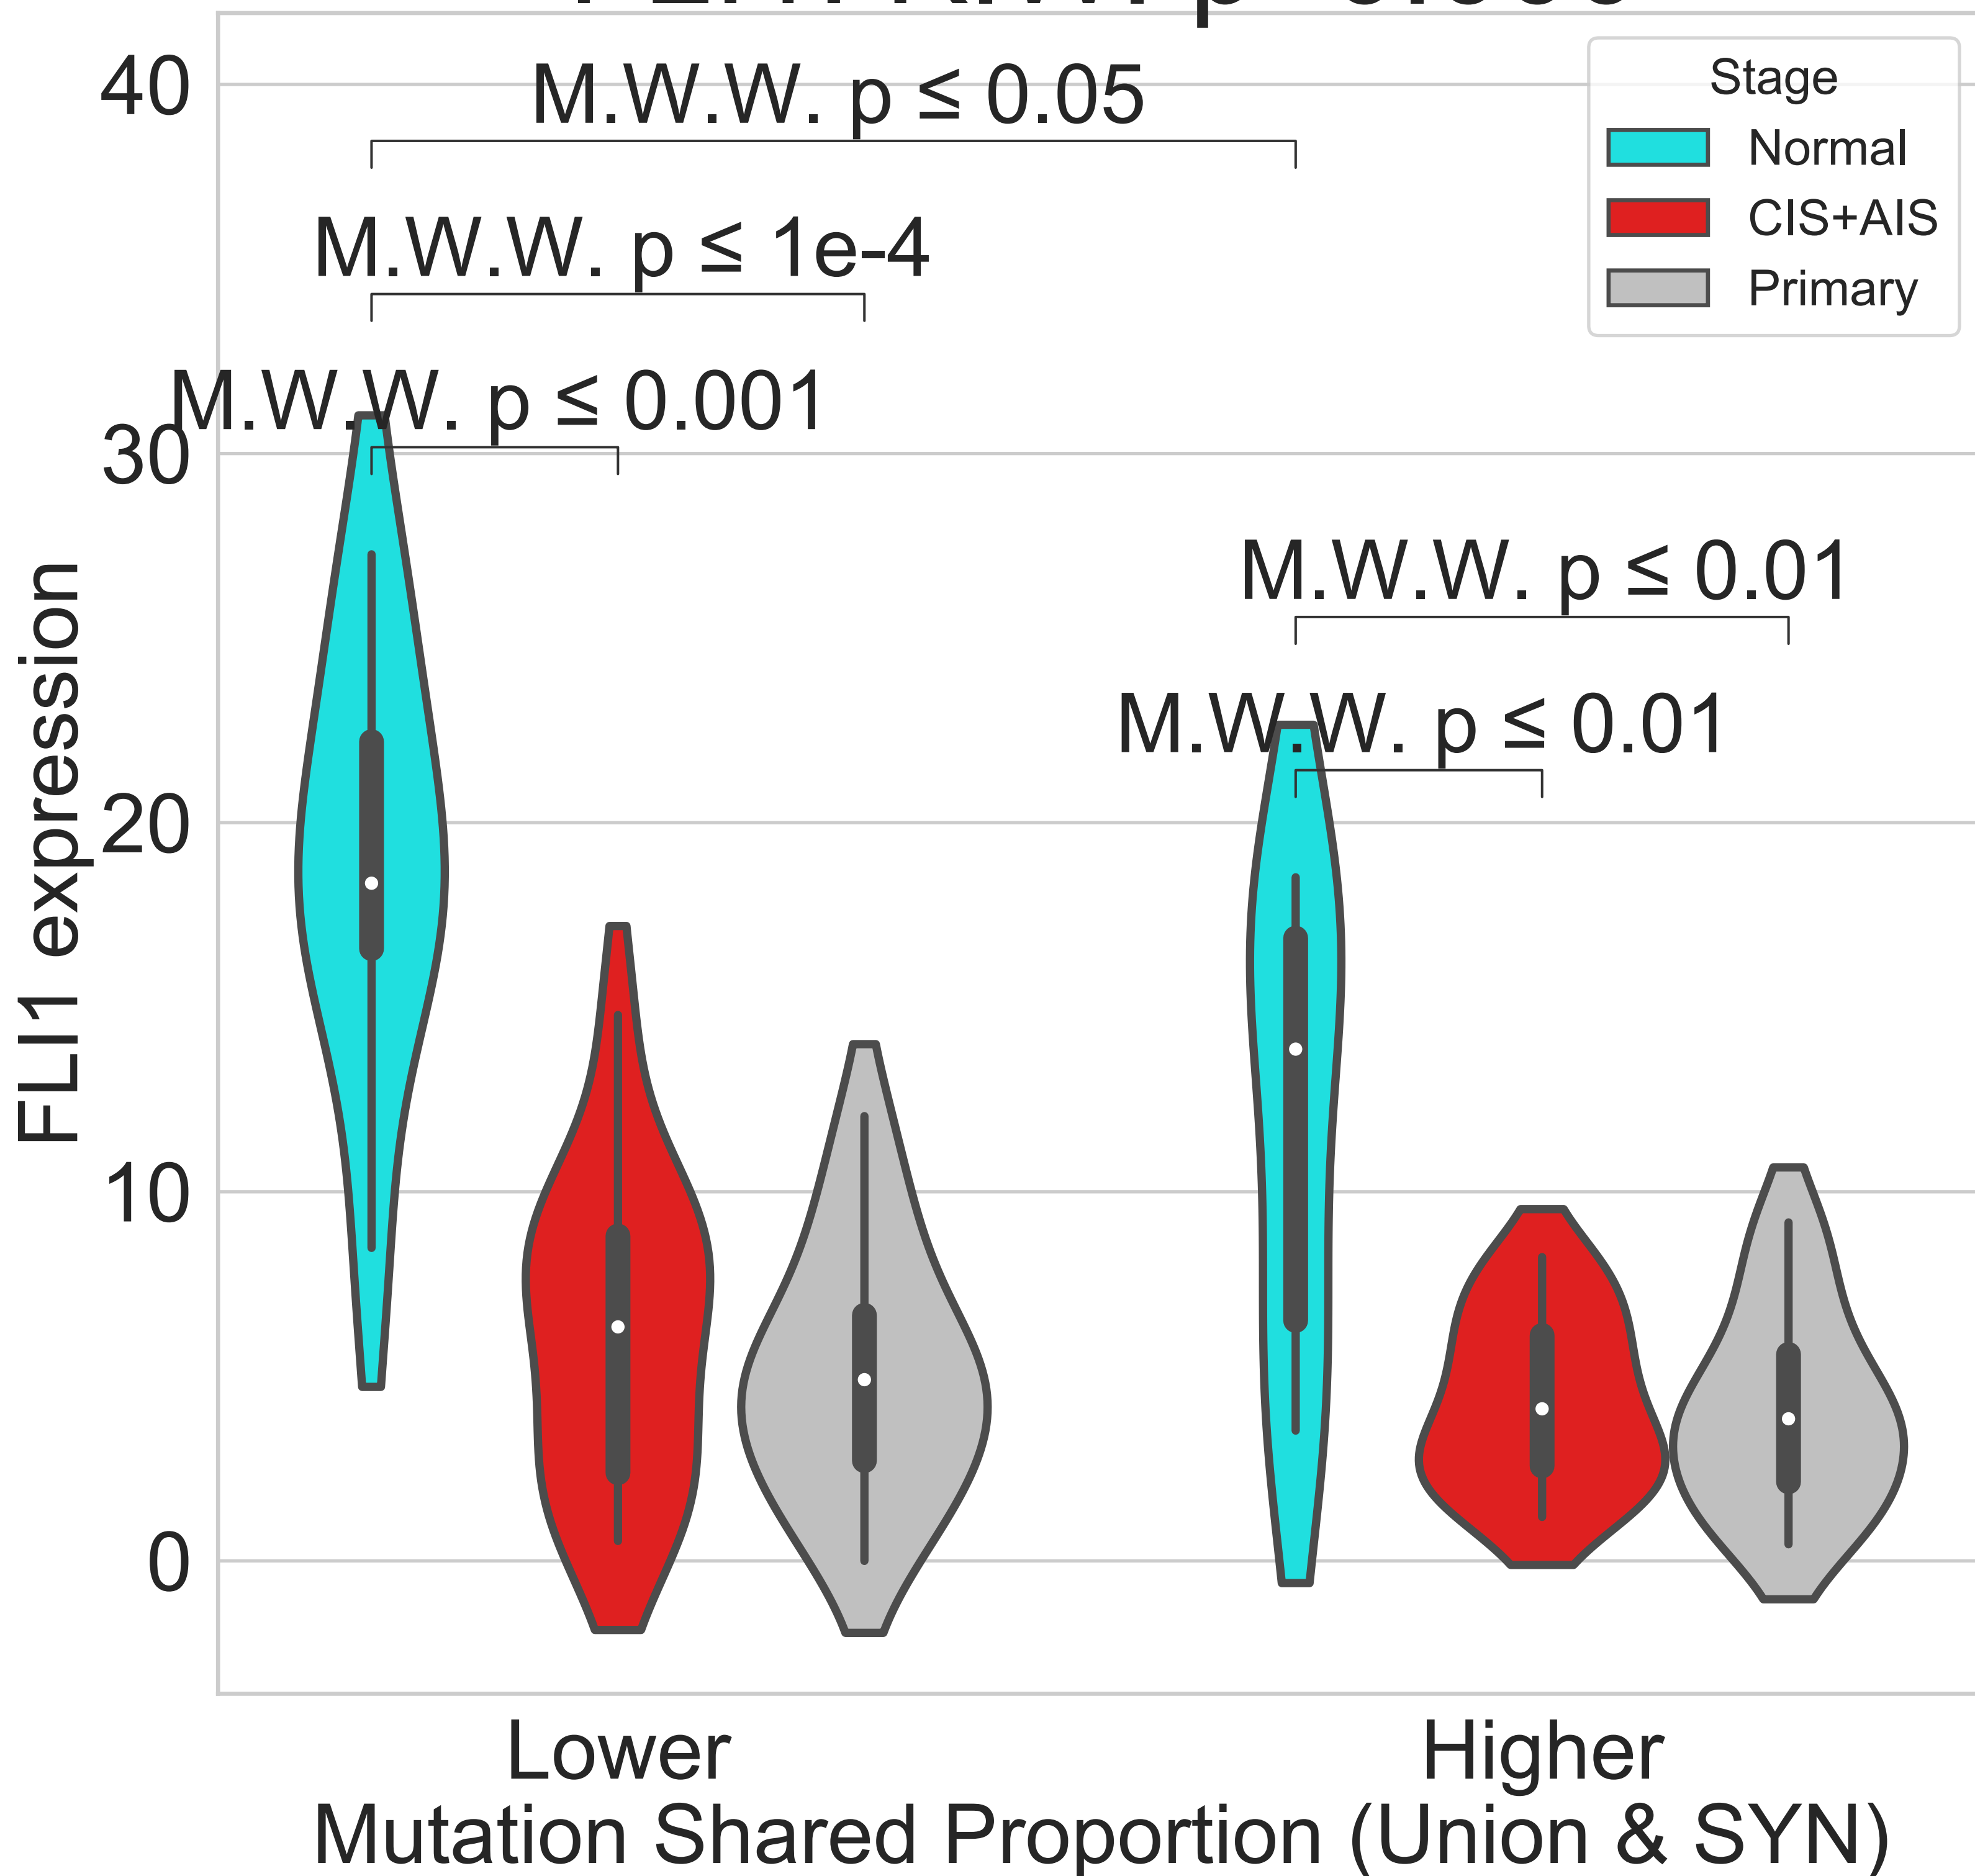 M.W.W. p ≤ 0.05
M.W.W. p ≤ 1e-4
M.W.W. p ≤ 0.001
M.W.W. p ≤ 0.01
M.W.W. p ≤ 0.01
Stage
Normal
CIS+AIS
Primary
40
30
20
10
0
FLI1 expression
Lower
Higher
Mutation Shared Proportion (Union & SYN)